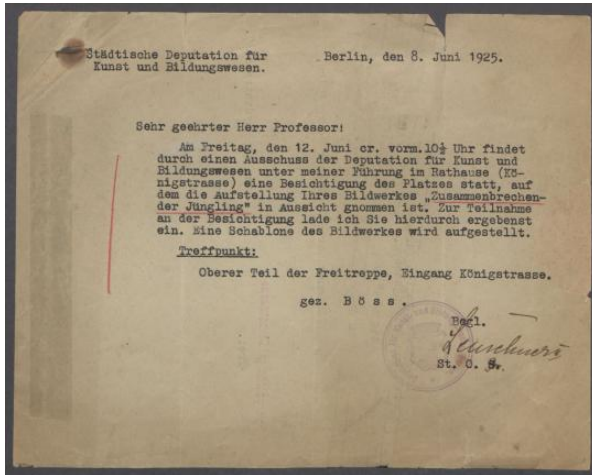 Städtische Deputation für
Kunst und Bildungswesen.
Berlin, den 8. Juni 1925.
Sehr geehrter Herr Professor!
Am Freitag, den 12. Juni cr. vorm.10½ Uhr findet
durch einen Ausschuss der Deputation für Kunst und
Bildungswesen unter meiner Führung im Rathause (Kö-
nigstrasse) eine Besichtigung des Platzes statt, auf
dem die Aufstellung Ihres Bildwerkes „Zusammenbrechen-
der Jüngling" in Aussicht gnommen ist. Zur Teilnahme
an der Besichtigung lade ich Sie hierdurch ergebenst
ein. Eine Schablone des Bildwerkes wird aufgestellt.
Treffpunkt:
Oberer Teil der Freitreppe, Eingang Königstrasse.
gez. B ö s s .
Begl.
St. O. S.